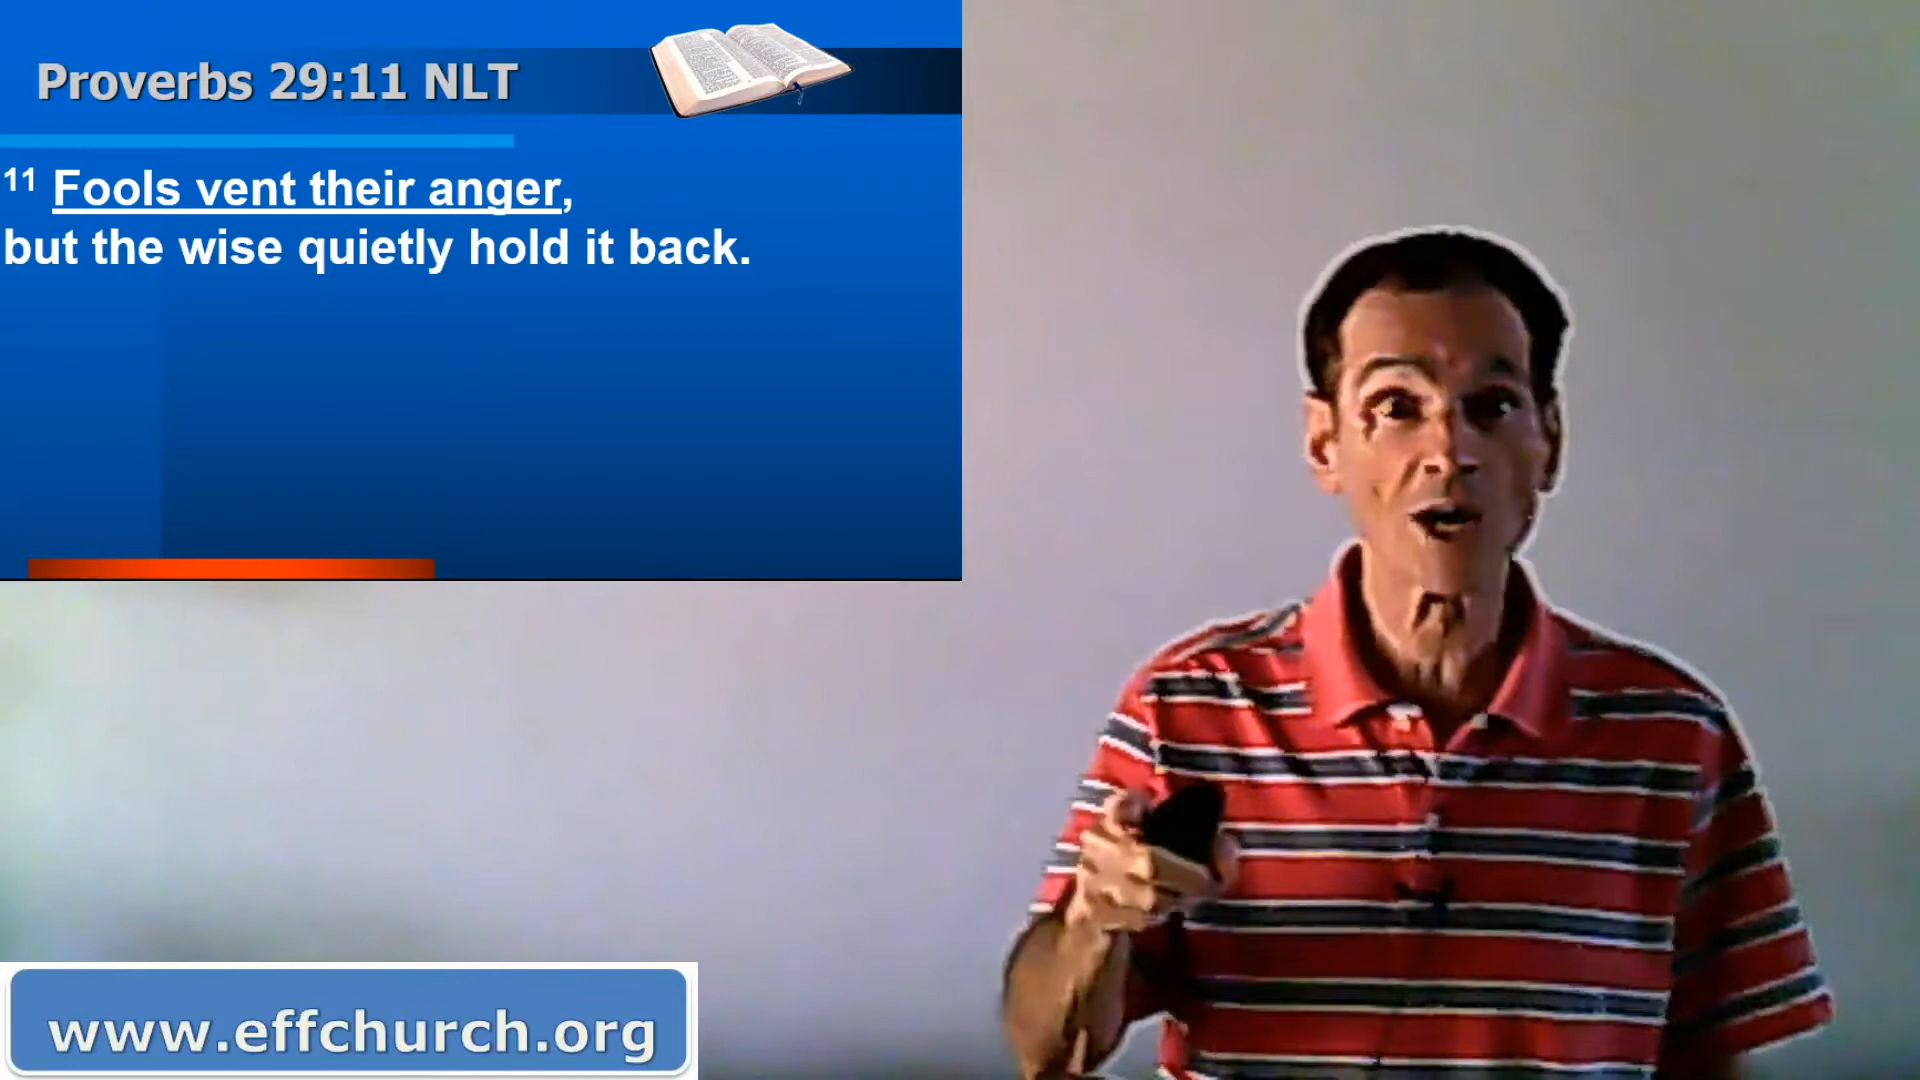 Proverbs 29:11 NLT
11 Fools vent their anger,
but the wise quietly hold it back.
www.effchurch.org